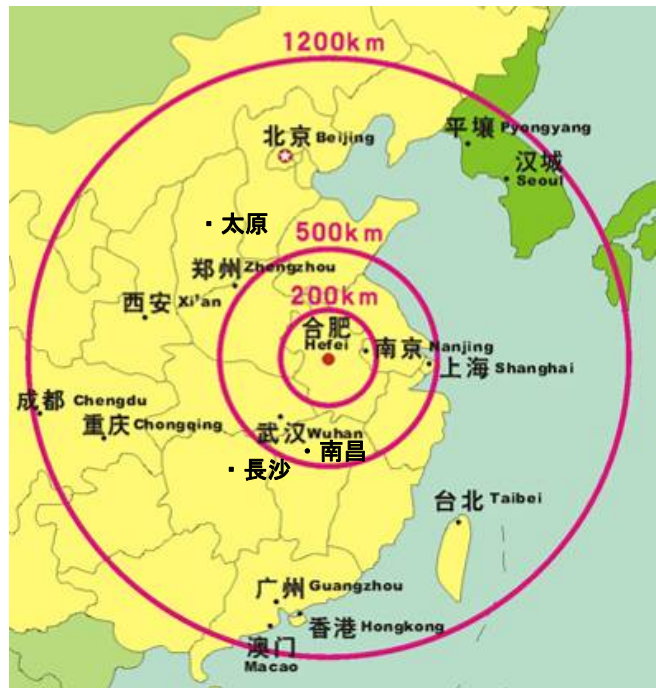 1200km
北京 Beijing
平壤 Pyongyang
汉城
Seoul
・太原
500km
郑州 Zhengzhou
200km
西安 Xi'an
合肥
Hefei
南京 Nanjing
上海 Shanghai
成都 Chengdu
重庆 Chongqing
武汉 Wuhan
・南昌
・長沙
台北 Taibei
广州 Guangzhou
香港 Hongkong
澳门
Macao